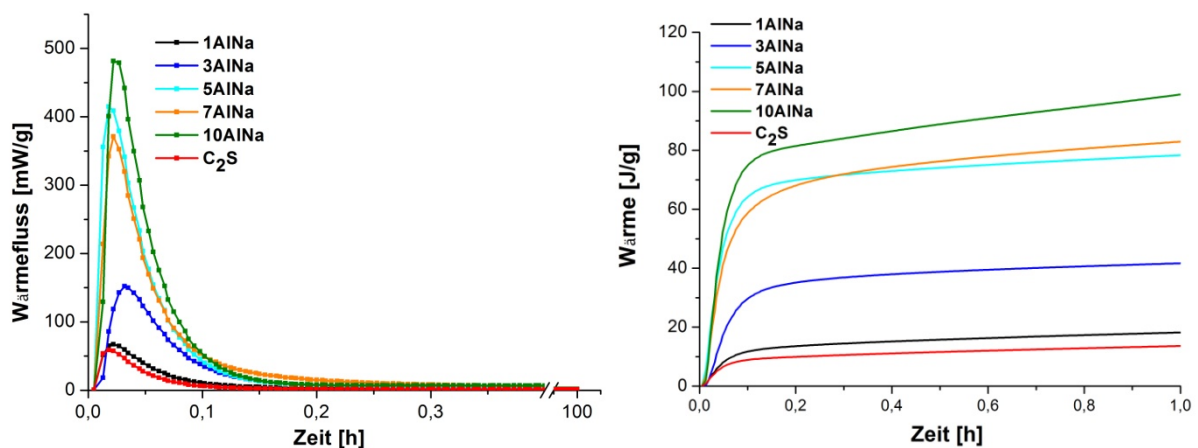 Wärmefluss [mW/g]
500
400
300
200
100
0
1AlNa
3AlNa
5AlNa
7AlNa
10AlNa
C2S
0,0
0,1
0,2
0,3
100
Zeit [h]
Wärme [J/g]
120
100
80
60
40
20
0
1AlNa
3AlNa
5AlNa
7AlNa
10AlNa
C2S
0,0
0,2
0,4
0,6
0,8
1,0
Zeit [h]